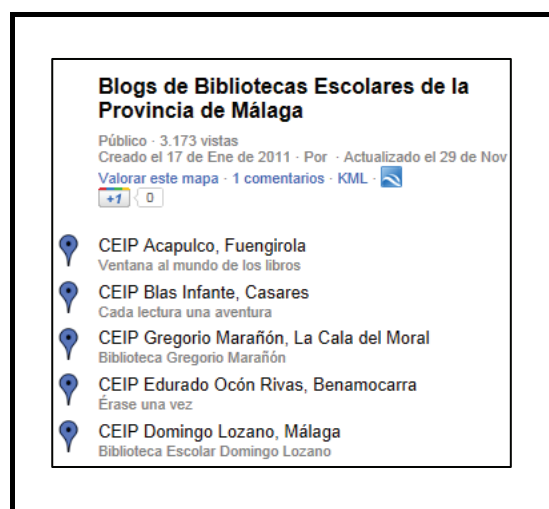 Blogs de Bibliotecas Escolares de la
Provincia de Málaga
Público · 3.173 vistas
Creado el 17 de Ene de 2011 · Por · Actualizado el 29 de Nov
Valorar este mapa · 1 comentarios · KML ·
+1 0
CEIP Acapulco, Fuengirola
Ventana al mundo de los libros
CEIP Blas Infante, Casares
Cada lectura una aventura
CEIP Gregorio Marañón, La Cala del Moral
Biblioteca Gregorio Marañón
CEIP Edurado Ocón Rivas, Benamocarra
Érase una vez
CEIP Domingo Lozano, Málaga
Biblioteca Escolar Domingo Lozano